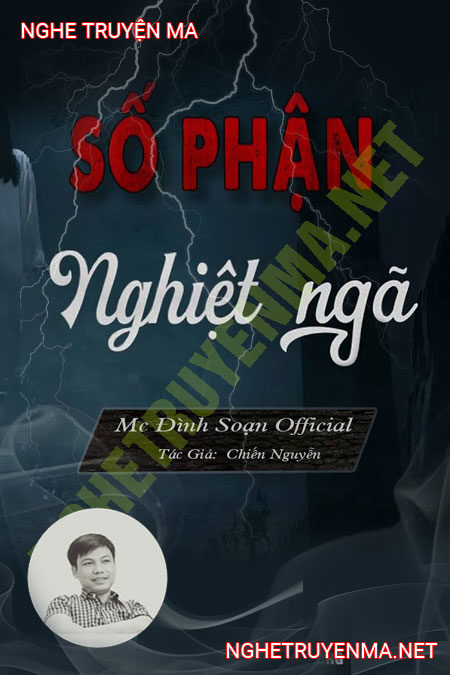 NGHE TRUYỆN MA
SỐ PHẬN
Nghiệt ngã
Mc Đình Soạn Official
Tác Giả: Chiến Nguyễn
NGHETRUYENMA.NET
NGHETRUYENMA.NET